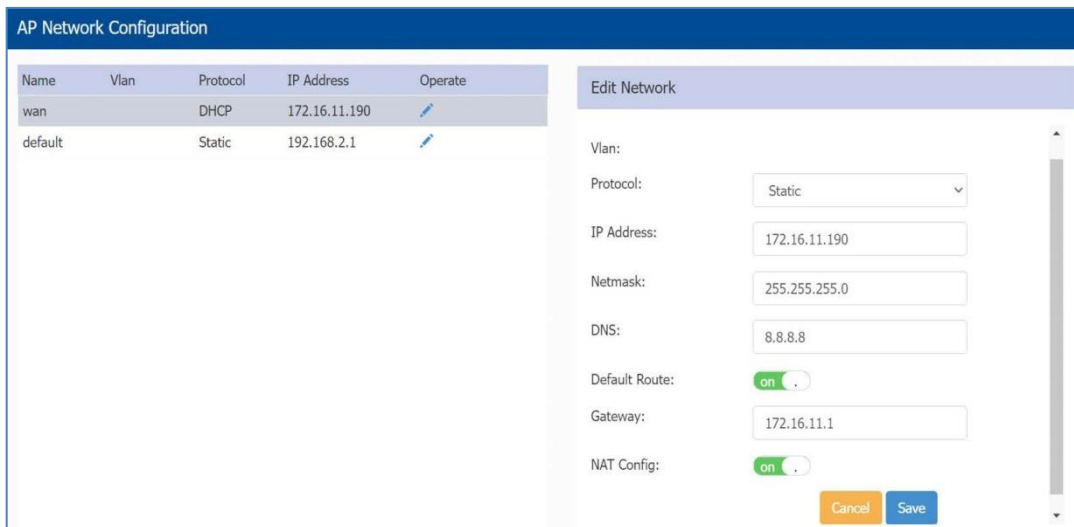 AP Network Configuration
Name Vlan Protocol IP Address Operate
wan DHCP 172.16.11.190
default Static 192.168.2.1
Edit Network
Vlan:
Protocol: Static
IP Address: 172.16.11.190
Netmask: 255.255.255.0
DNS: 8.8.8.8
Default Route: on .
Gateway: 172.16.11.1
NAT Config: on .
Cancel Save